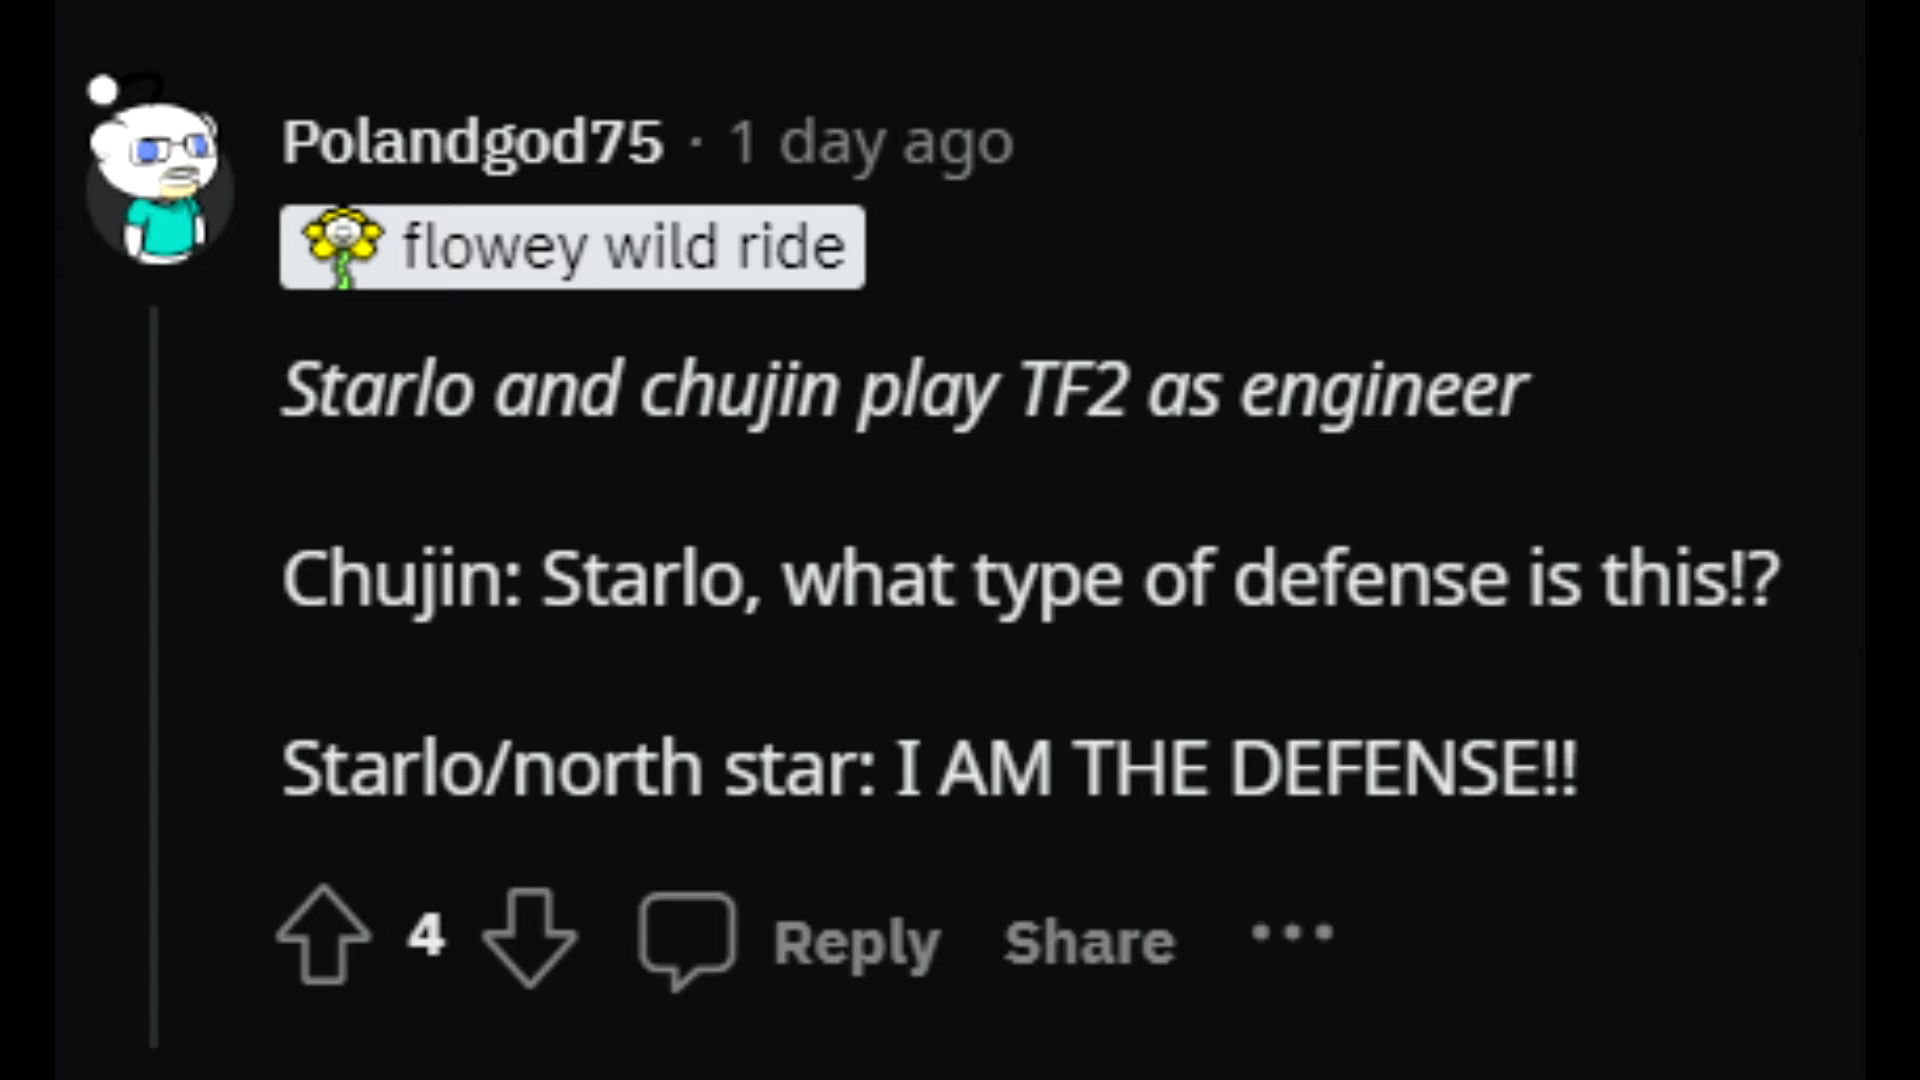 Polandgod75 · 1 day ago
flowey wild ride
Starlo and chujin play TF2 as engineer
Chujin: Starlo, what type of defense is this!?
Starlo/north star: I AM THE DEFENSE!!
4 Reply Share ...